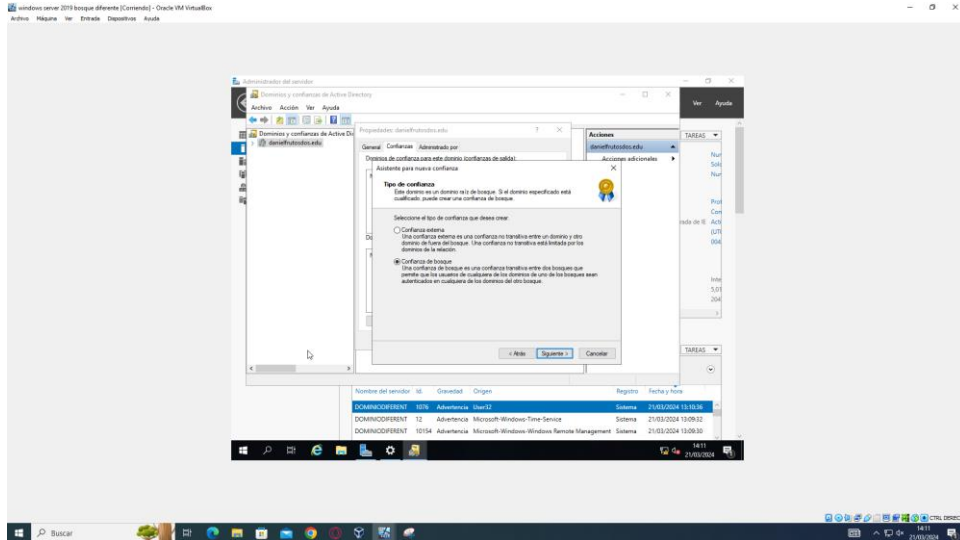 windows server 2019 bosque diferente [Corriendo] - Oracle VM VirtualBox
Archivo Máquina Ver Entrada Dispositivos Ayuda
Administrador del servidor
Dominios y confianzas de Active Directory
Ver Ayuda
Archivo Acción Ver Ayuda
Dominios y confianzas de Active Di
danielfrutosdos.edu
Propiedades: danielfrutosdos.edu
General Confianzas Administrado por
Dominios de confianza para este dominio (confianzas de salida):
Acciones
danielfrutosdos.edu
Acciones adicionales
TAREAS
Asistente para nueva confianza
Tipo de confianza
Este dominio es un dominio raíz de bosque. Si el dominio especificado está
cualificado, puede crear una confianza de bosque.
Seleccione el tipo de confianza que desea crear.
Confianza externa
Una confianza externa es una confianza no transitiva entre un dominio y otro
dominio de fuera del bosque. Una confianza no transitiva está limitada por los
dominios de la relación.
Confianza de bosque
Una confianza de bosque es una confianza transitiva entre dos bosques que
permite que los usuarios de cualquiera de los dominios de uno de los bosques sean
autenticados en cualquiera de los dominios del otro bosque.
< Atrás Siguiente > Cancelar
TAREAS
Nombre del servidor Id. Gravedad Origen Registro Fecha y hora
DOMINIODIFERENT 1076 Advertencia User32 Sistema 21/03/2024 13:10:36
DOMINIODIFERENT 12 Advertencia Microsoft-Windows-Time-Service Sistema 21/03/2024 13:09:32
DOMINIODIFERENT 10154 Advertencia Microsoft-Windows-Windows Remote Management Sistema 21/03/2024 13:09:30
14:11
21/03/2024
CTRL DEREC
Buscar
14:11
21/03/2024